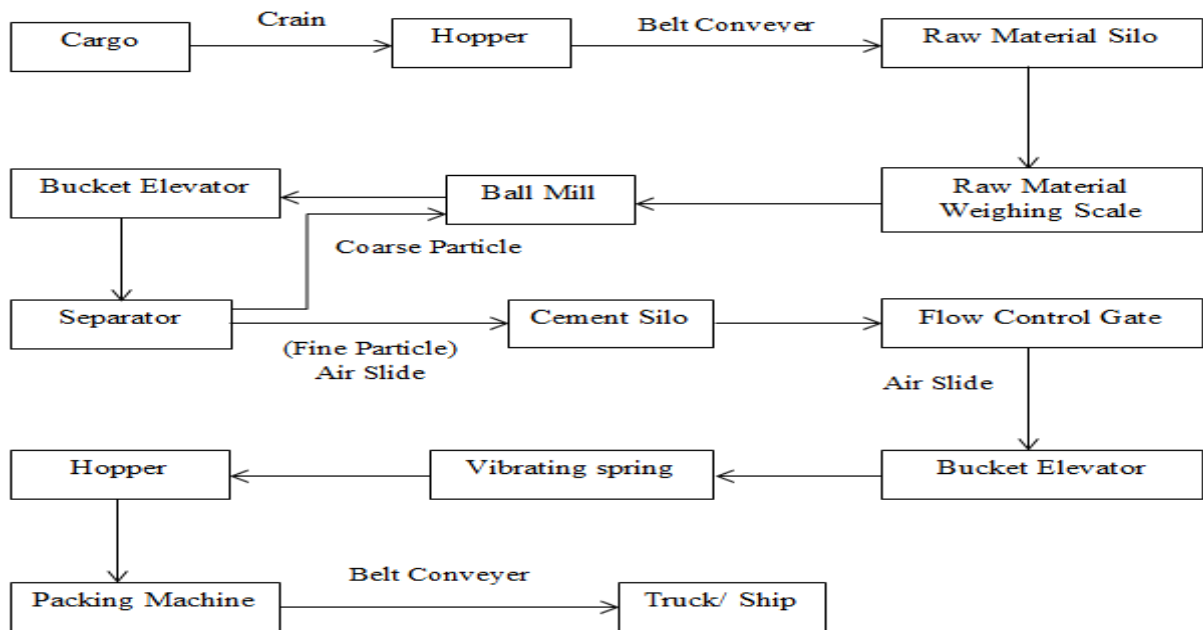 Crain
Belt Conveyer
Cargo
Hopper
Raw Material Silo
Bucket Elevator
Ball Mill
Raw Material
Weighing Scale
Coarse Particle
Separator
Cement Silo
Flow Control Gate
(Fine Particle)
Air Slide
Air Slide
Hopper
Vibrating spring
Bucket Elevator
Belt Conveyer
Packing Machine
Truck/ Ship